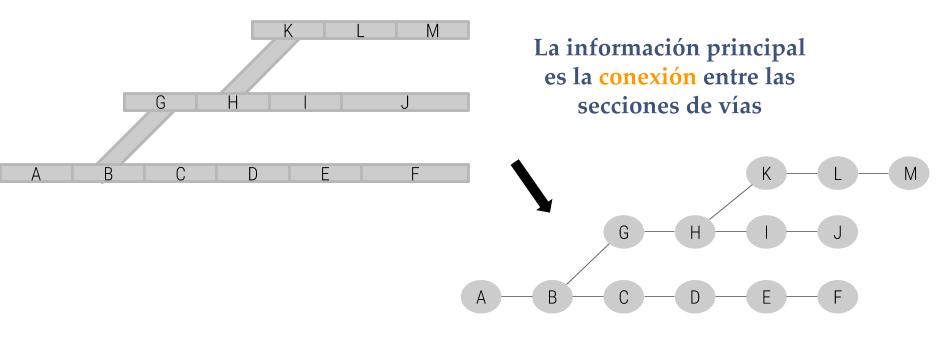 K L M
G H I J
A B C D E F
La información principal
es la conexión entre las
secciones de vías
K L M
G H I J
A B C D E F